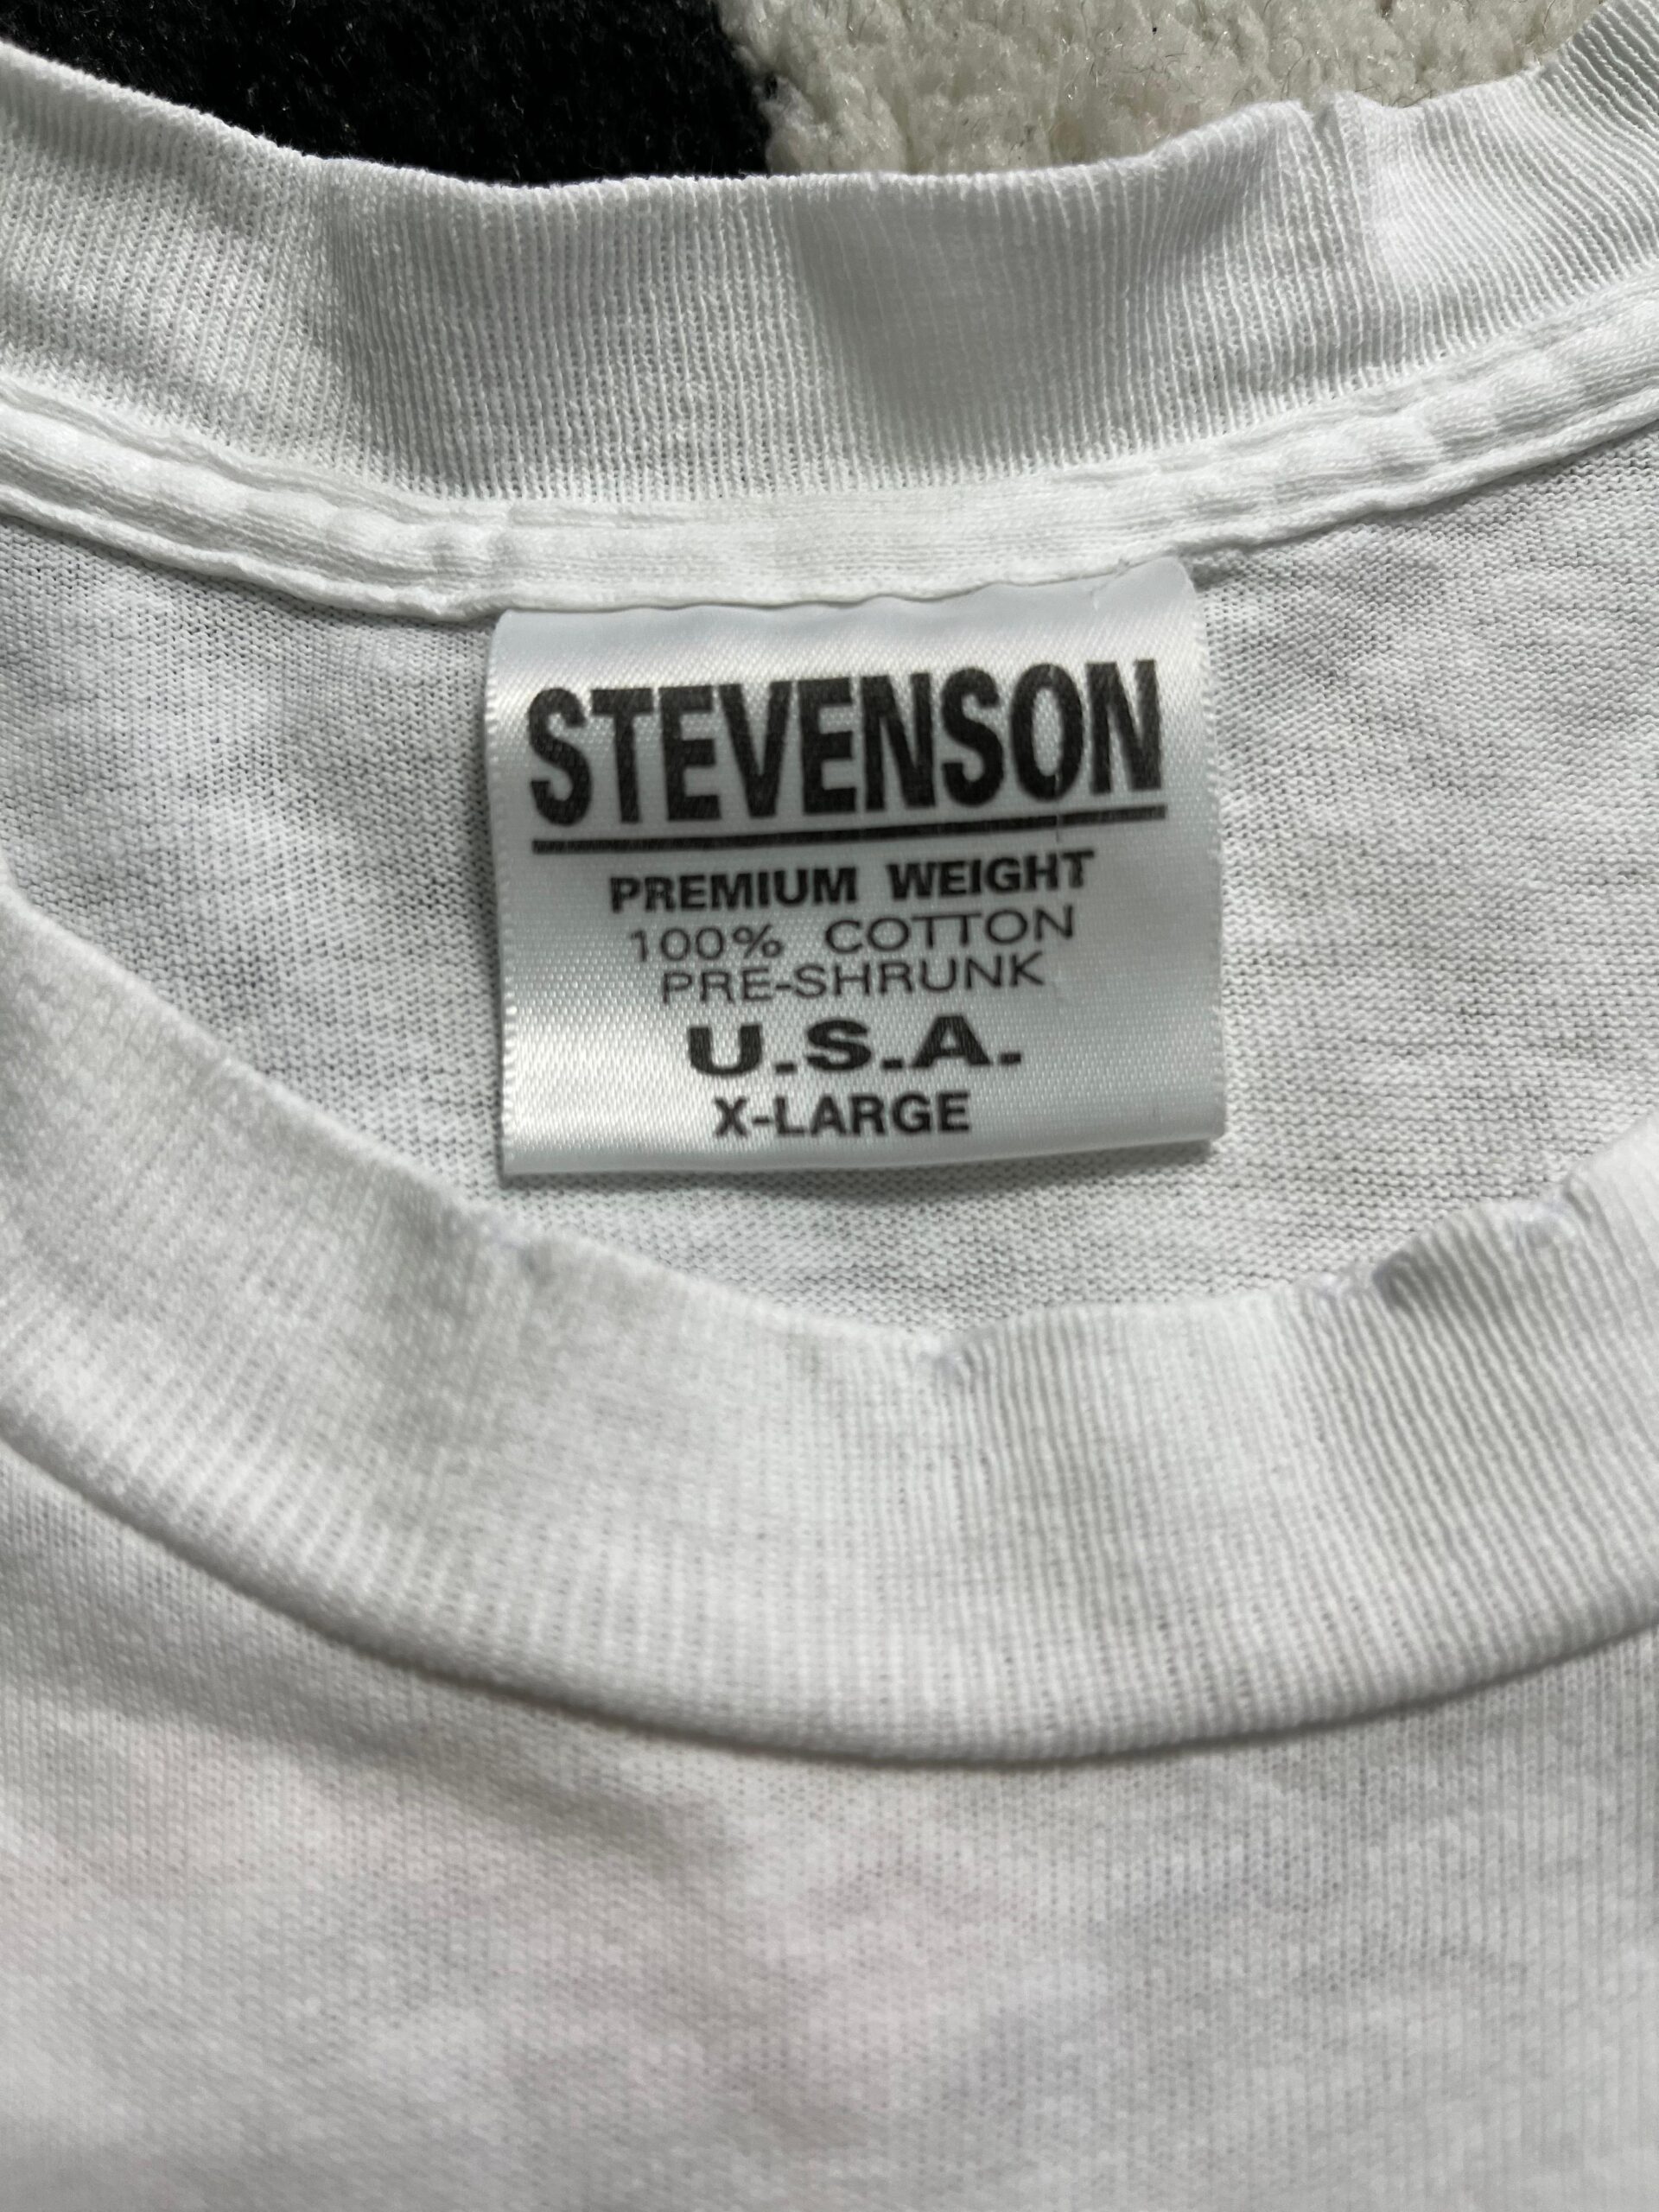 STEVENSON
PREMIUM WEIGHT
100% COTTON
PRE-SHRUNK
U.S.A.
X-LARGE